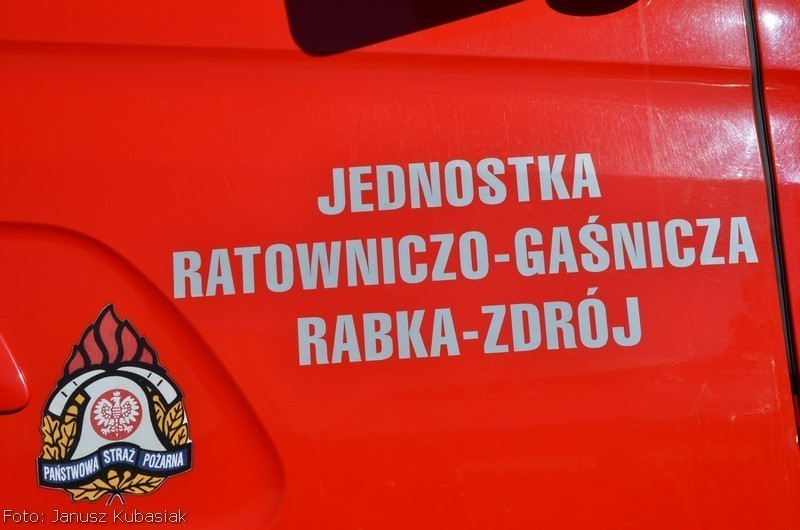 JEDNOSTKA
RATOWNICZO-GAŚNICZA
RABKA-ZDRÓJ
PAŃSTWOWA STRAŻ POŻARNA
Foto: Janusz Kubasiak